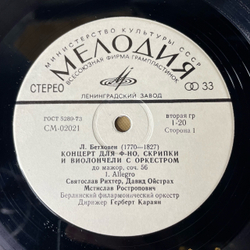 МИНИСТЕРСТВО КУЛЬТУРЫ СССР
МЕЛОДИЯ
ВСЕСОЮЗНАЯ ФИРМА ГРАМПЛАСТИНОК
СТЕРЕО
33
ЛЕНИНГРАДСКИЙ ЗАВОД
ГОСТ 5289-73
СМ-02021
вторая гр
1-20
Сторона 1
Л. Бетховен (1770—1827)
КОНЦЕРТ ДЛЯ Ф-НО, СКРИПКИ
И ВИОЛОНЧЕЛИ С ОРКЕСТРОМ
до мажор, соч. 56
1. Allegro
Святослав Рихтер, Давид Ойстрах
Мстислав Ростропович
Берлинский филармонический оркестр
Дирижер Герберт Караян